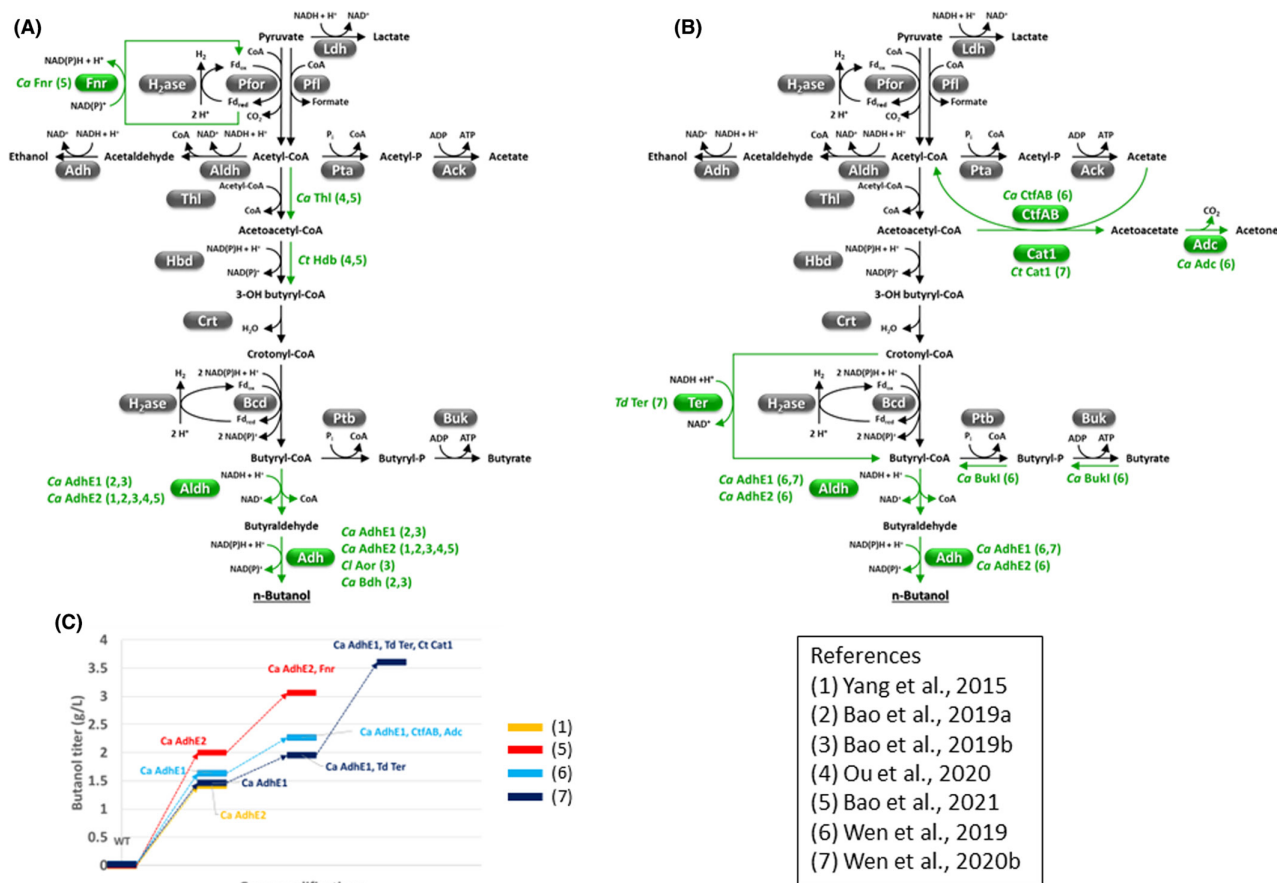 (A)
NADH + H⁺ NAD⁺
Pyruvate Lactate
Ldh
NAD(P)H + H⁺
H₂ CoA CoA
Fdₒₓ
Ca Fnr (5) Fnr H₂ase Pfor Pfl
NAD(P)⁺
Fd_red Formate
2 H⁺ CO₂
NAD⁺ NADH + H⁺ CoA NAD⁺ NADH + H⁺ Pᵢ CoA ADP ATP
Ethanol Acetaldehyde Acetyl-CoA Acetyl-P Acetate
Adh Aldh Pta Ack
Acetyl-CoA
Thl Ca Thl (4,5)
CoA
Acetoacetyl-CoA
NAD(P)H + H⁺
Hbd Ct Hdb (4,5)
NAD(P)⁺
3-OH butyryl-CoA
Crt
H₂O
Crotonyl-CoA
H₂ 2 NAD(P)H + H⁺
Fdₒₓ
H₂ase Bcd
Fd_red
2 H⁺ 2 NAD(P)⁺
Ptb Buk
Pᵢ CoA ADP ATP
Butyryl-CoA Butyryl-P Butyrate
Ca AdhE1 (2,3)
Ca AdhE2 (1,2,3,4,5)
Aldh
NADH + H⁺
NAD⁺ CoA
Butyraldehyde
NAD(P)H + H⁺
NAD(P)⁺
Adh
Ca AdhE1 (2,3)
Ca AdhE2 (1,2,3,4,5)
Cl Aor (3)
Ca Bdh (2,3)
n-Butanol
(B)
NADH + H⁺ NAD⁺
Pyruvate Lactate
Ldh
H₂ CoA CoA
Fdₒₓ
H₂ase Pfor Pfl
Fd_red Formate
2 H⁺ CO₂
NAD⁺ NADH + H⁺ CoA NAD⁺ NADH + H⁺ Pᵢ CoA ADP ATP
Ethanol Acetaldehyde Acetyl-CoA Acetyl-P Acetate
Adh Aldh Pta Ack
Acetyl-CoA
Thl
CoA
Ca CtfAB (6)
CtfAB
CO₂
Acetoacetyl-CoA Acetoacetate Acetone
Cat1 Adc
Ct Cat1 (7) Ca Adc (6)
NAD(P)H + H⁺
Hbd
NAD(P)⁺
3-OH butyryl-CoA
Crt
H₂O
Crotonyl-CoA
NADH +H⁺
Td Ter (7) Ter
NAD⁺
H₂ 2 NAD(P)H + H⁺
Fdₒₓ
H₂ase Bcd
Fd_red
2 H⁺ 2 NAD(P)⁺
Ptb Buk
Pᵢ CoA ADP ATP
Butyryl-CoA Butyryl-P Butyrate
Ca BukI (6) Ca BukI (6)
Ca AdhE1 (6,7)
Ca AdhE2 (6)
Aldh
NADH + H⁺
NAD⁺ CoA
Butyraldehyde
NAD(P)H + H⁺
NAD(P)⁺
Adh
Ca AdhE1 (6,7)
Ca AdhE2 (6)
n-Butanol
(C)
Butanol titer (g/L)
4
3.5
3
2.5
2
1.5
1
0.5
0
WT
Ca AdhE1, Td Ter, Ct Cat1
Ca AdhE2, Fnr
Ca AdhE2
Ca AdhE1, CtfAB, Adc
Ca AdhE1
Ca AdhE1
Ca AdhE1, Td Ter
Ca AdhE2
(1)
(5)
(6)
(7)
References
(1) Yang et al., 2015
(2) Bao et al., 2019a
(3) Bao et al., 2019b
(4) Ou et al., 2020
(5) Bao et al., 2021
(6) Wen et al., 2019
(7) Wen et al., 2020b